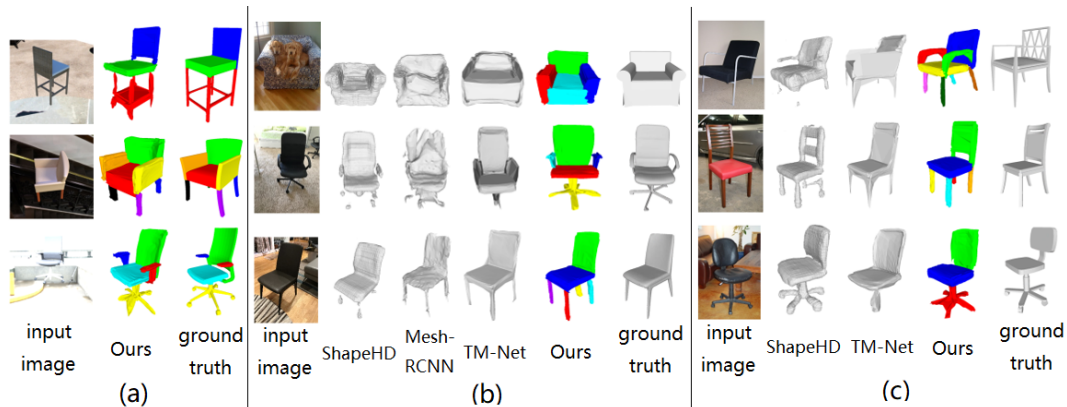 input image
Ours
ground truth
(a)
input image
ShapeHD
Mesh-RCNN
TM-Net
Ours
ground truth
(b)
input image
ShapeHD
TM-Net
Ours
ground truth
(c)